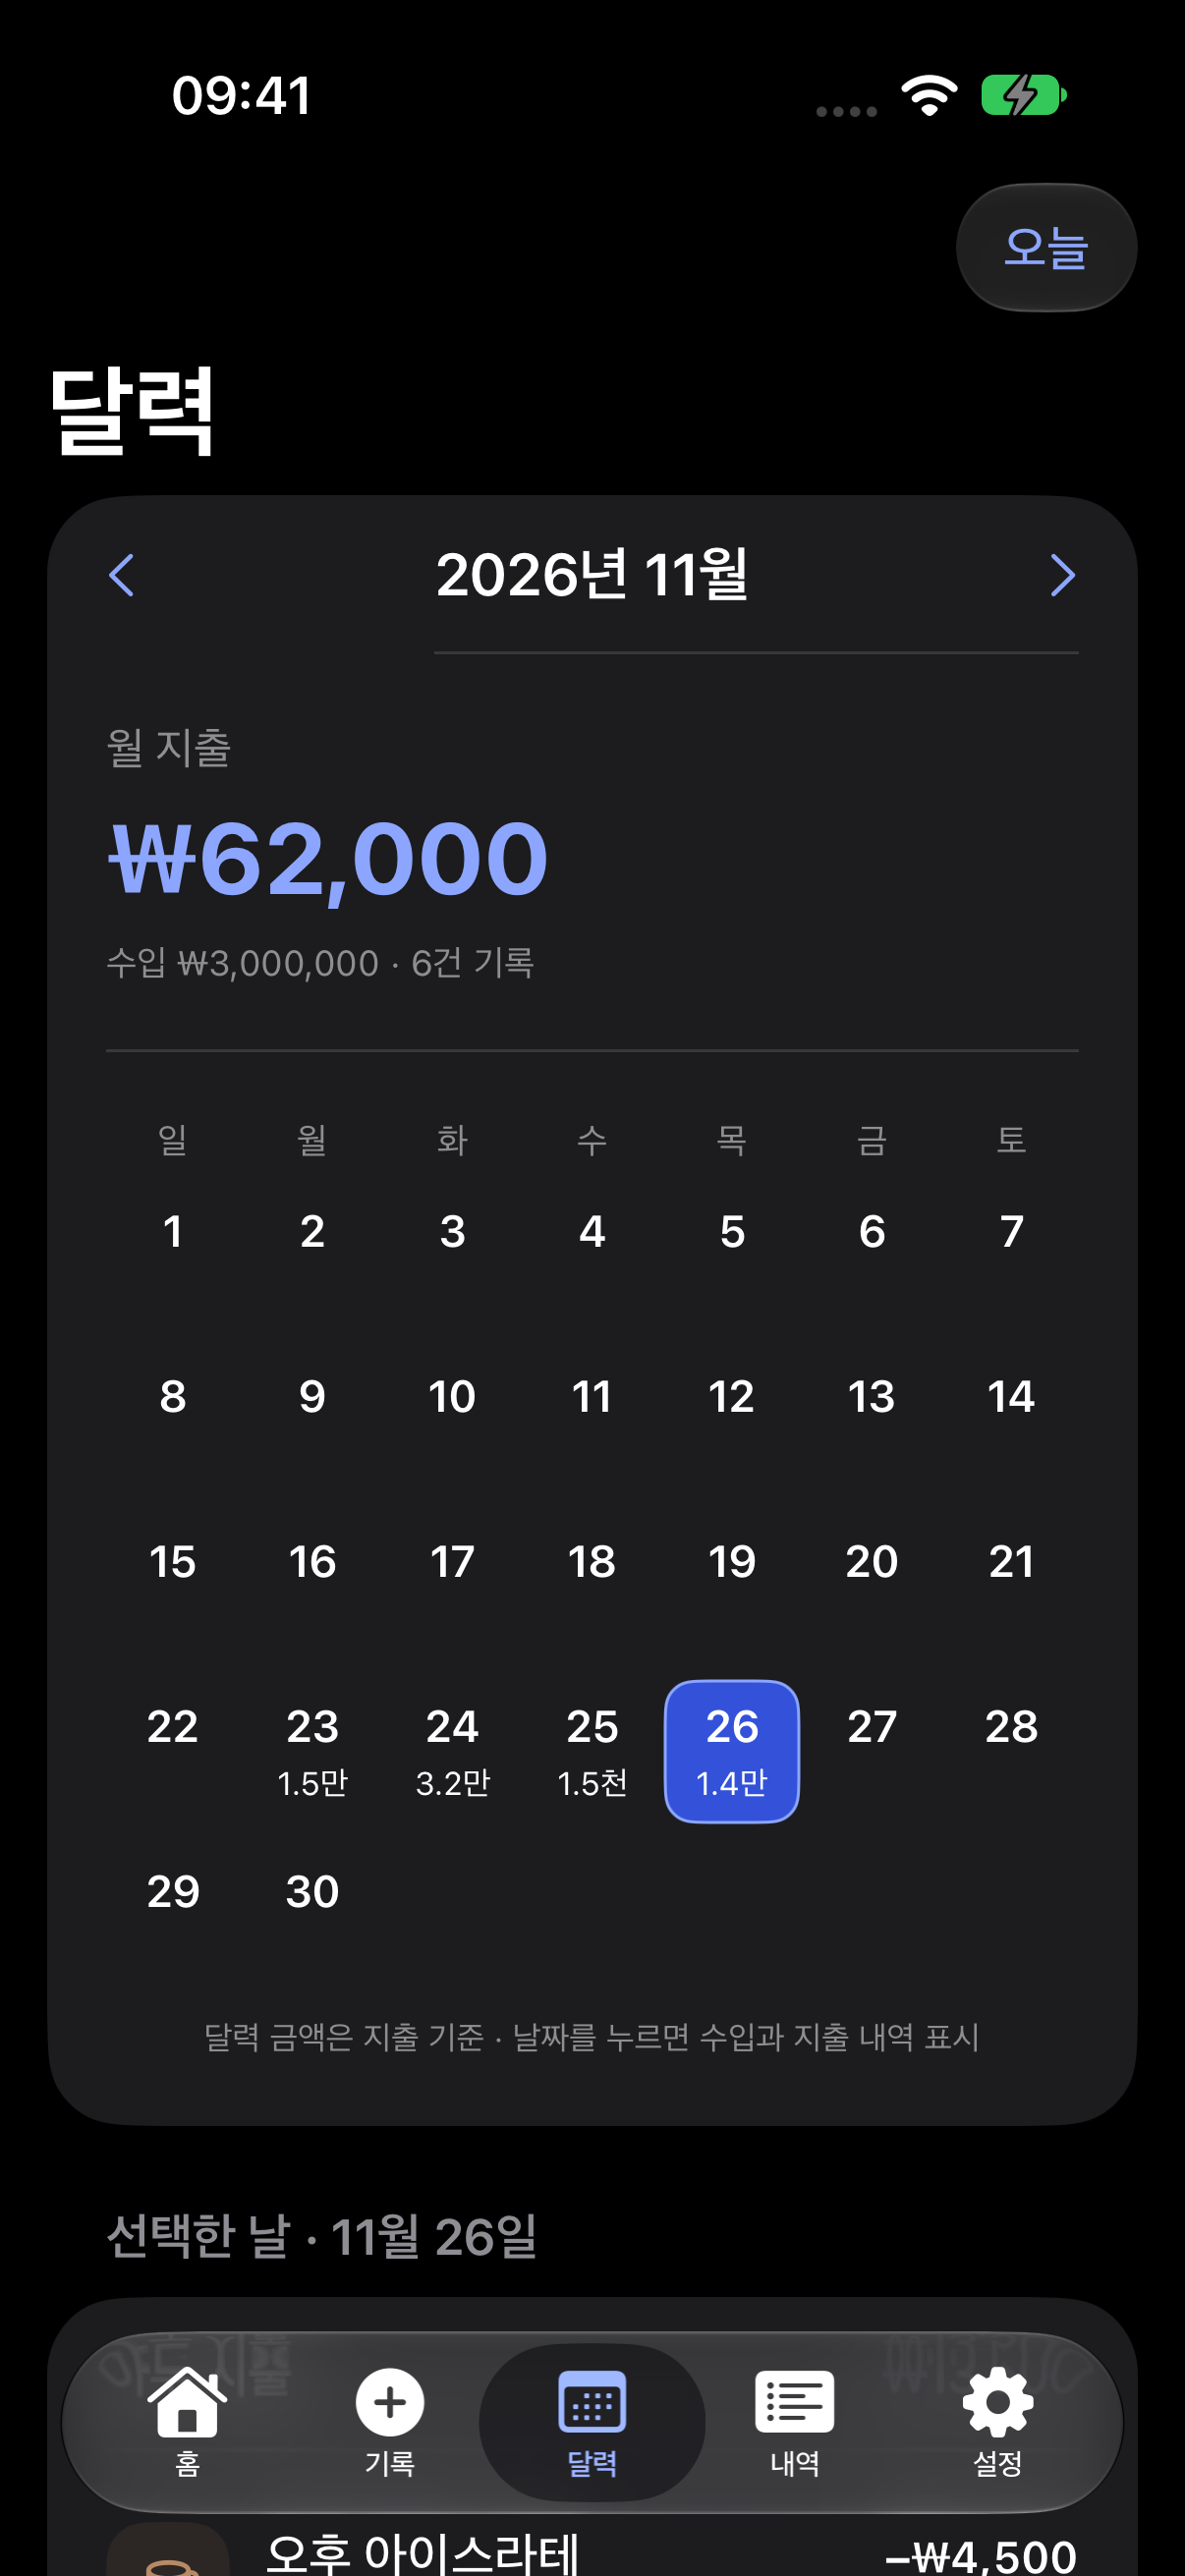 09:41
오늘
달력
2026년 11월
월 지출
₩62,000
수입 ₩3,000,000 · 6건 기록
일 월 화 수 목 금 토
1 2 3 4 5 6 7
8 9 10 11 12 13 14
15 16 17 18 19 20 21
22 23 24 25 26 27 28
1.5만 3.2만 1.5천 1.4만
29 30
달력 금액은 지출 기준 · 날짜를 누르면 수입과 지출 내역 표시
선택한 날 · 11월 26일
홈 기록 달력 내역 설정
오후 아이스라테 -₩4,500